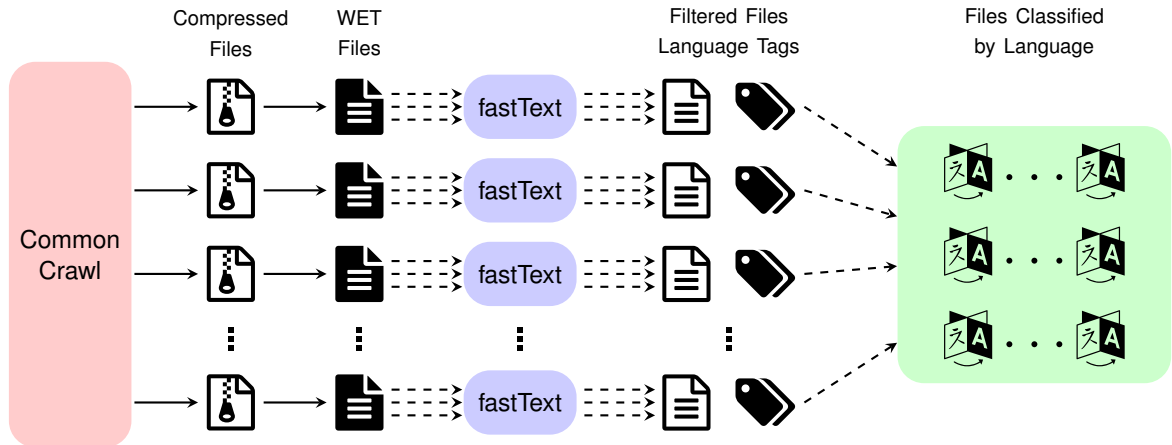 Compressed
Files
WET
Files
Filtered Files
Language Tags
Files Classified
by Language
Common
Crawl
fastText
fastText
fastText
fastText